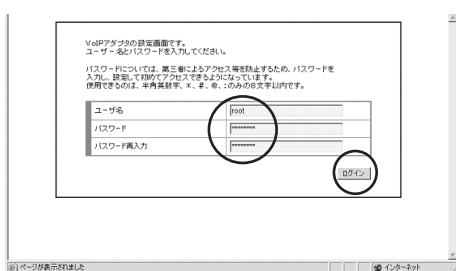 VoIPアダプタの設定画面です。
ユーザー名とパスワードを入力してください。
パスワードについては、第三者によるアクセス等を防止するため、パスワードを
入力し、設定して初めてアクセスできるようになっています。
使用できるのは、半角英数字、*、#、@、:のみの8文字以内です。
ユーザ名 root
パスワード ********
パスワード再入力 ********
ログイン
ページが表示されました インターネット